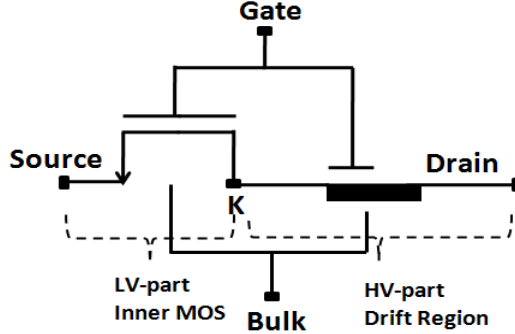 Gate
Source
Drain
K
LV-part
Inner MOS
HV-part
Drift Region
Bulk